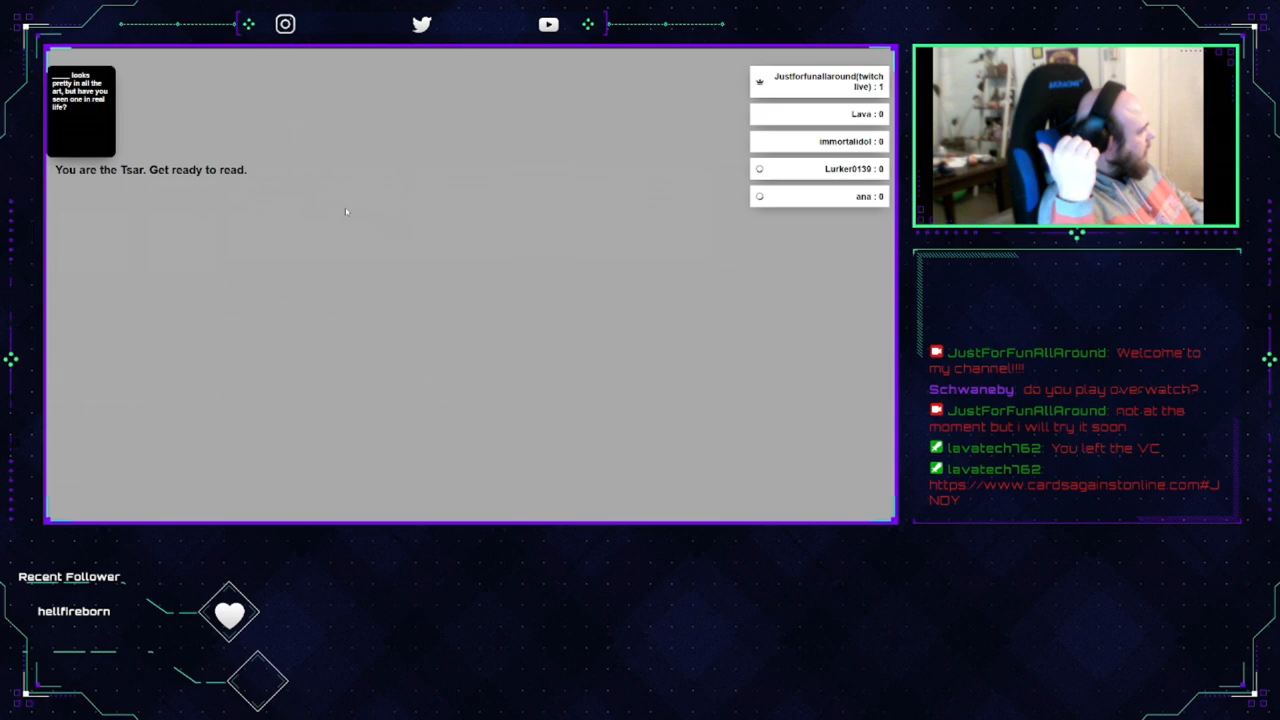 ____ looks
pretty in all the
art, but have you
seen one in real
life?
You are the Tsar. Get ready to read.
Justforfunallaround(twitch
live) : 1
Lava : 0
immortalidol : 0
Lurker0139 : 0
ana : 0
JustForFunAllAround: Welcome to
my channel!!!!
Schwaneby: do you play overwatch?
JustForFunAllAround: not at the
moment but i will try it soon
lavatech762: You left the VC
lavatech762:
https://www.cardsagainstonline.com#J
NOY
Recent Follower
hellfireborn